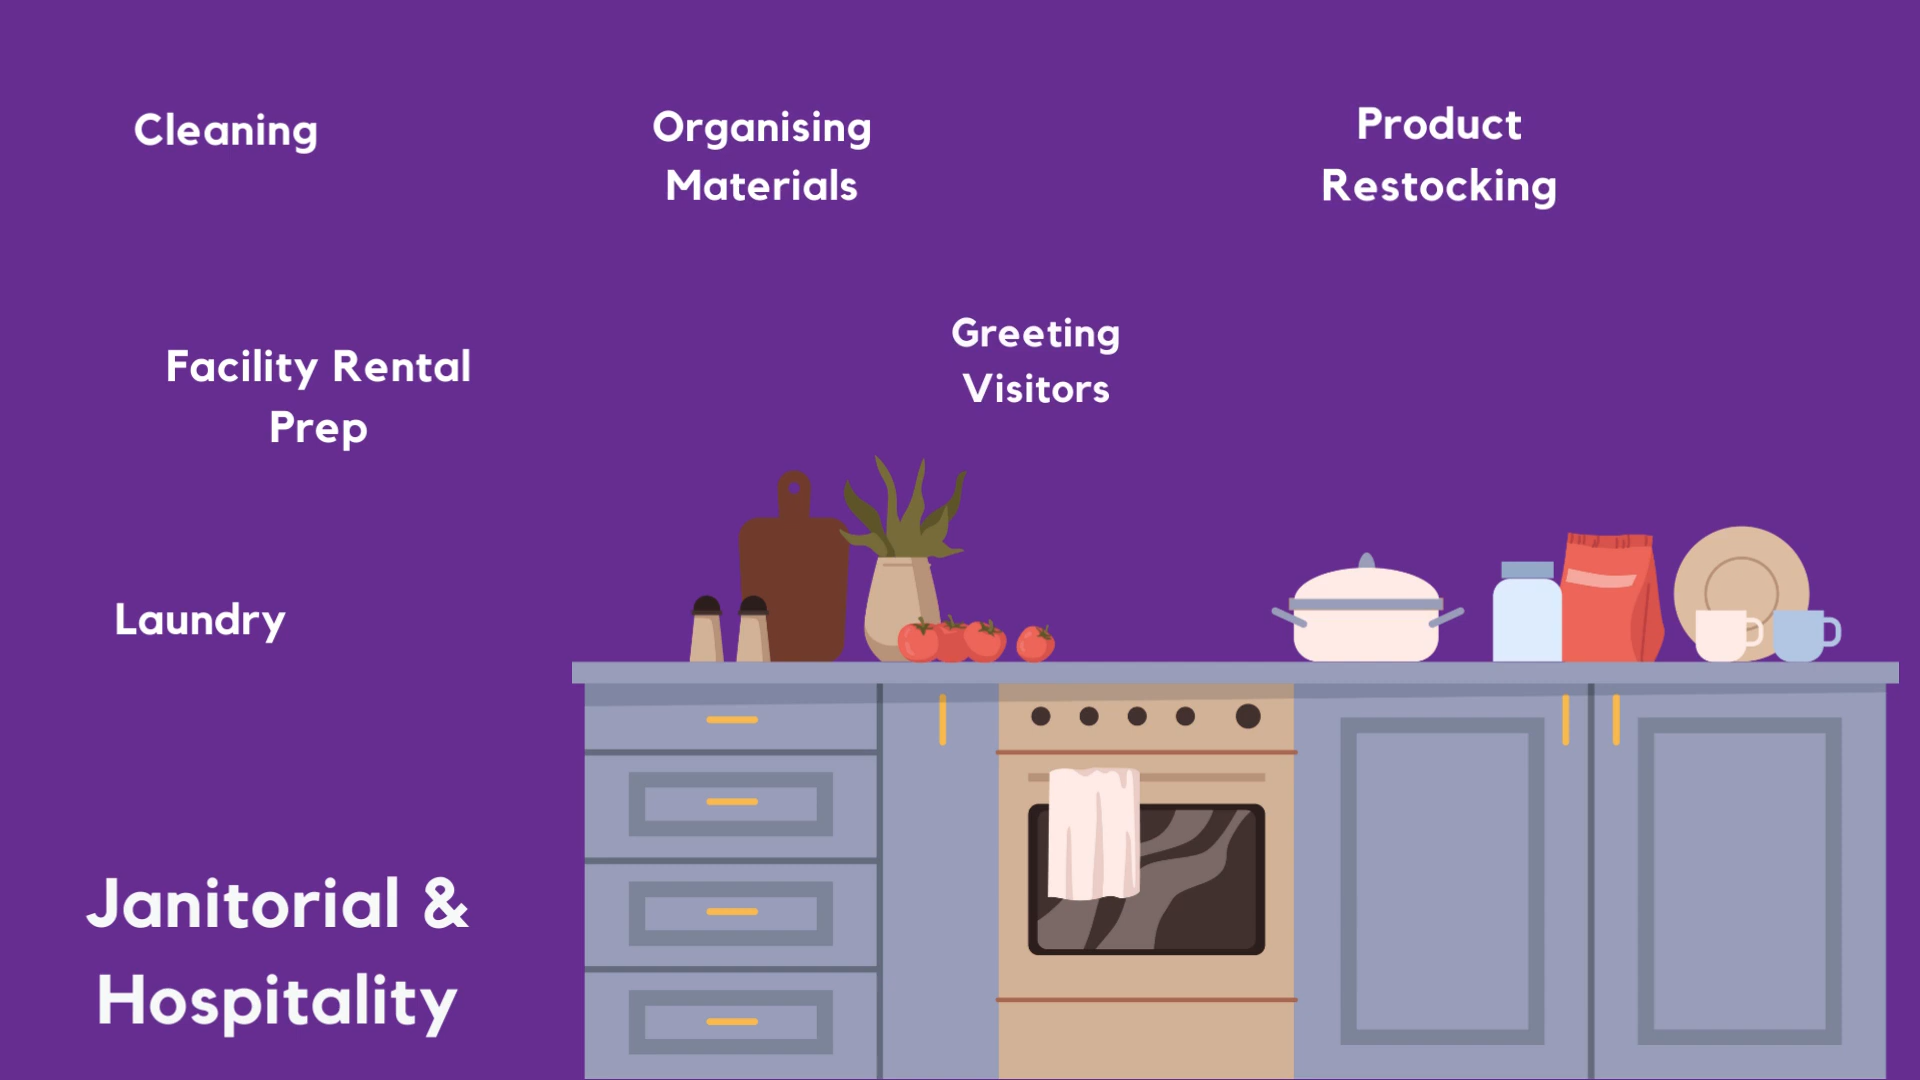 Cleaning
Organising
Materials
Product
Restocking
Facility Rental
Prep
Greeting
Visitors
Laundry
Janitorial &
Hospitality